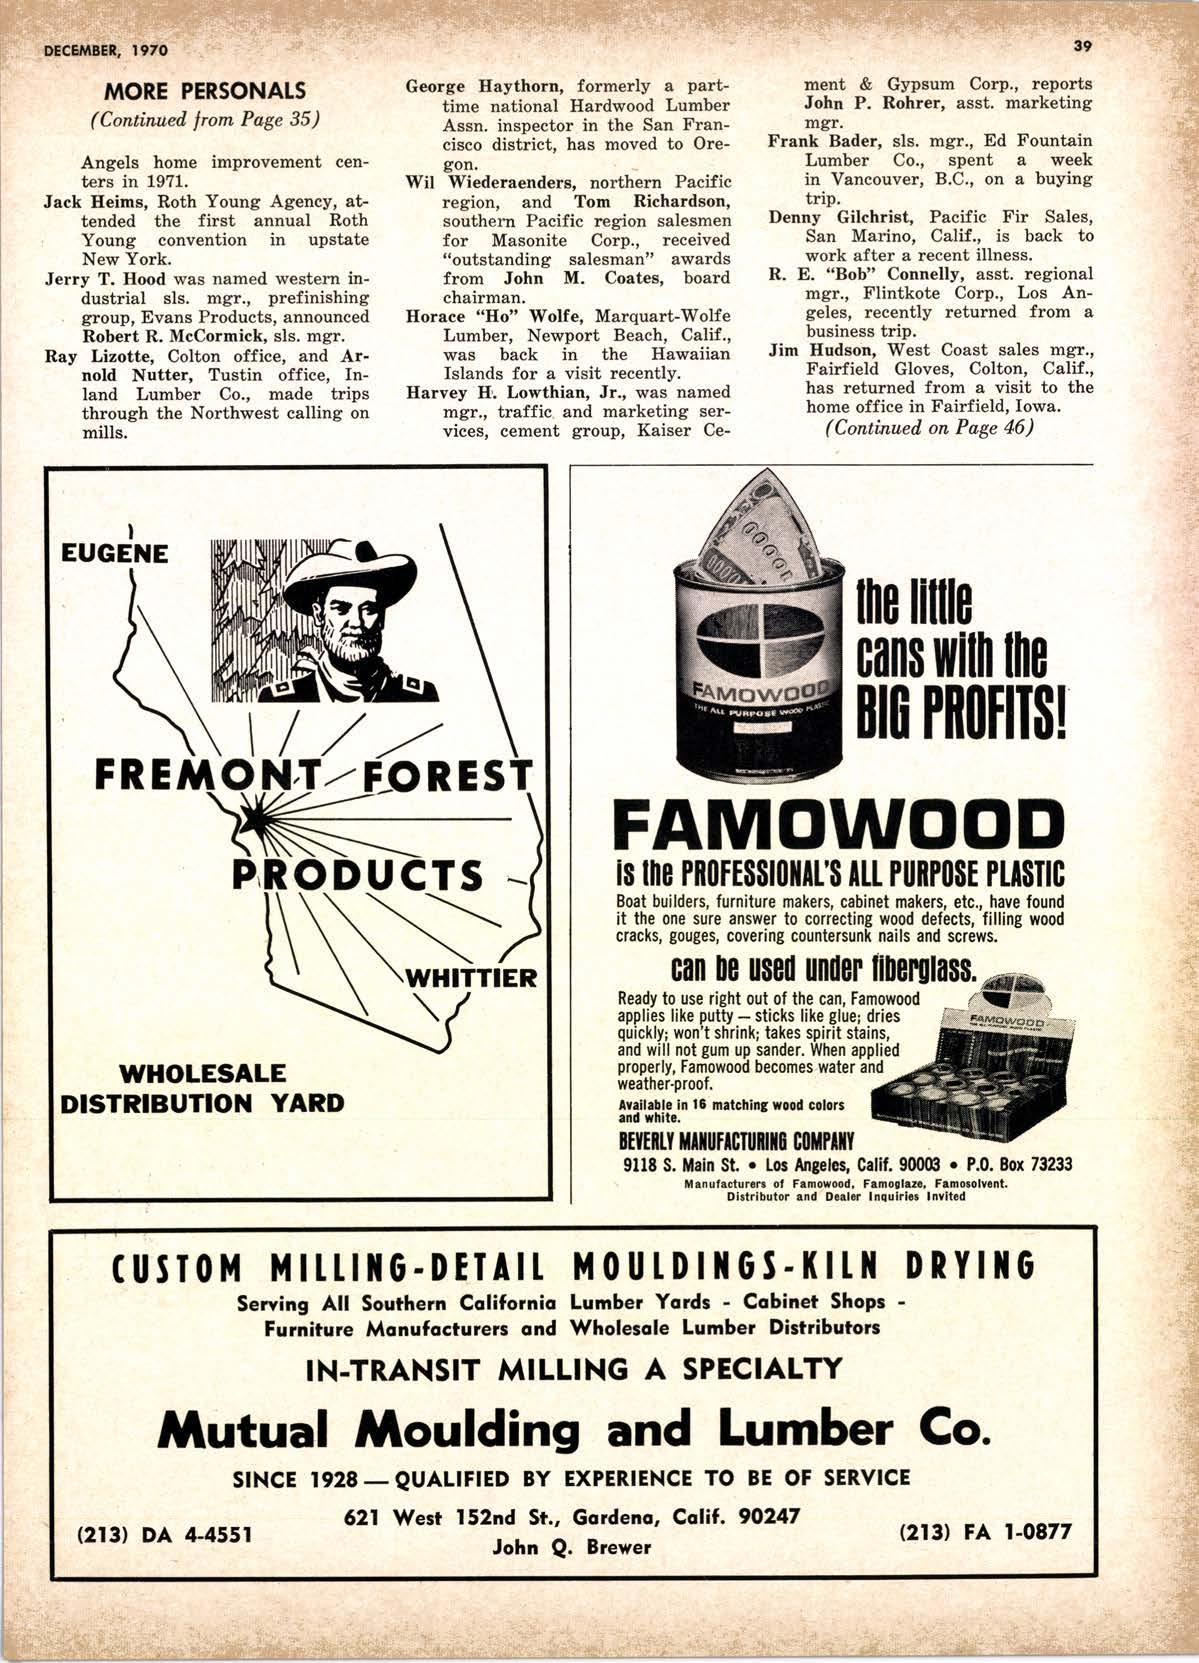 DECEMBER, 1970
39
MORE PERSONALS
(Continued from Page 35)
Angels home improvement cen-
ters in 1971.
Jack Heims, Roth Young Agency, at-
tended the first annual Roth
Young convention in upstate
New York.
Jerry T. Hood was named western in-
dustrial sls. mgr., prefinishing
group, Evans Products, announced
Robert R. McCormick, sls. mgr.
Ray Lizotte, Colton office, and Ar-
nold Nutter, Tustin office, In-
land Lumber Co., made trips
through the Northwest calling on
mills.
George Haythorn, formerly a part-
time national Hardwood Lumber
Assn. inspector in the San Fran-
cisco district, has moved to Ore-
gon.
Wil Wiederaenders, northern Pacific
region, and Tom Richardson,
southern Pacific region salesmen
for Masonite Corp., received
"outstanding salesman" awards
from John M. Coates, board
chairman.
Horace "Ho" Wolfe, Marquart-Wolfe
Lumber, Newport Beach, Calif.,
was back in the Hawaiian
Islands for a visit recently.
Harvey H. Lowthian, Jr., was named
mgr., traffic and marketing ser-
vices, cement group, Kaiser Ce-
ment & Gypsum Corp., reports
John P. Rohrer, asst. marketing
mgr.
Frank Bader, sls. mgr., Ed Fountain
Lumber Co., spent a week
in Vancouver, B.C., on a buying
trip.
Denny Gilchrist, Pacific Fir Sales,
San Marino, Calif., is back to
work after a recent illness.
R. E. "Bob" Connelly, asst. regional
mgr., Flintkote Corp., Los An-
geles, recently returned from a
business trip.
Jim Hudson, West Coast sales mgr.,
Fairfield Gloves, Colton, Calif.,
has returned from a visit to the
home office in Fairfield, Iowa.
(Continued on Page 46)
EUGENE
FREMONT FOREST
PRODUCTS
WHITTIER
WHOLESALE
DISTRIBUTION YARD
FAMOWOOD
THE ALL PURPOSE WOOD PLASTIC
the little
cans with the
BIG PROFITS!
FAMOWOOD
is the PROFESSIONAL'S ALL PURPOSE PLASTIC
Boat builders, furniture makers, cabinet makers, etc., have found
it the one sure answer to correcting wood defects, filling wood
cracks, gouges, covering countersunk nails and screws.
can be used under fiberglass.
Ready to use right out of the can, Famowood
applies like putty — sticks like glue; dries
quickly; won't shrink; takes spirit stains,
and will not gum up sander. When applied
properly, Famowood becomes water and
weather-proof.
Available in 16 matching wood colors
and white.
FAMOWOOD
BEVERLY MANUFACTURING COMPANY
9118 S. Main St. • Los Angeles, Calif. 90003 • P.O. Box 73233
Manufacturers of Famowood, Famoglaze, Famosolvent.
Distributor and Dealer Inquiries Invited
CUSTOM MILLING-DETAIL MOULDINGS-KILN DRYING
Serving All Southern California Lumber Yards - Cabinet Shops -
Furniture Manufacturers and Wholesale Lumber Distributors
IN-TRANSIT MILLING A SPECIALTY
Mutual Moulding and Lumber Co.
SINCE 1928 — QUALIFIED BY EXPERIENCE TO BE OF SERVICE
621 West 152nd St., Gardena, Calif. 90247
(213) DA 4-4551
John Q. Brewer
(213) FA 1-0877